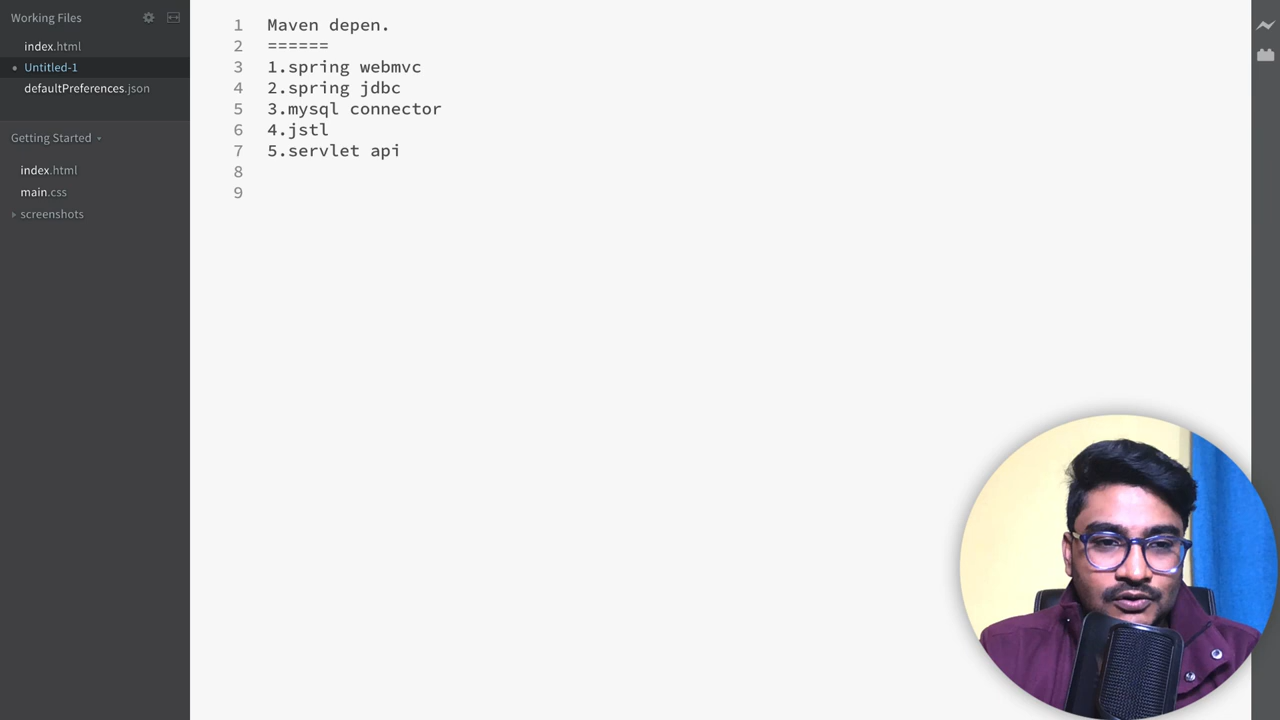 Working Files
index.html
Untitled-1
defaultPreferences.json
Getting Started
index.html
main.css
screenshots
1 Maven depen.
2 ======
3 1.spring webmvc
4 2.spring jdbc
5 3.mysql connector
6 4.jstl
7 5.servlet api
8
9